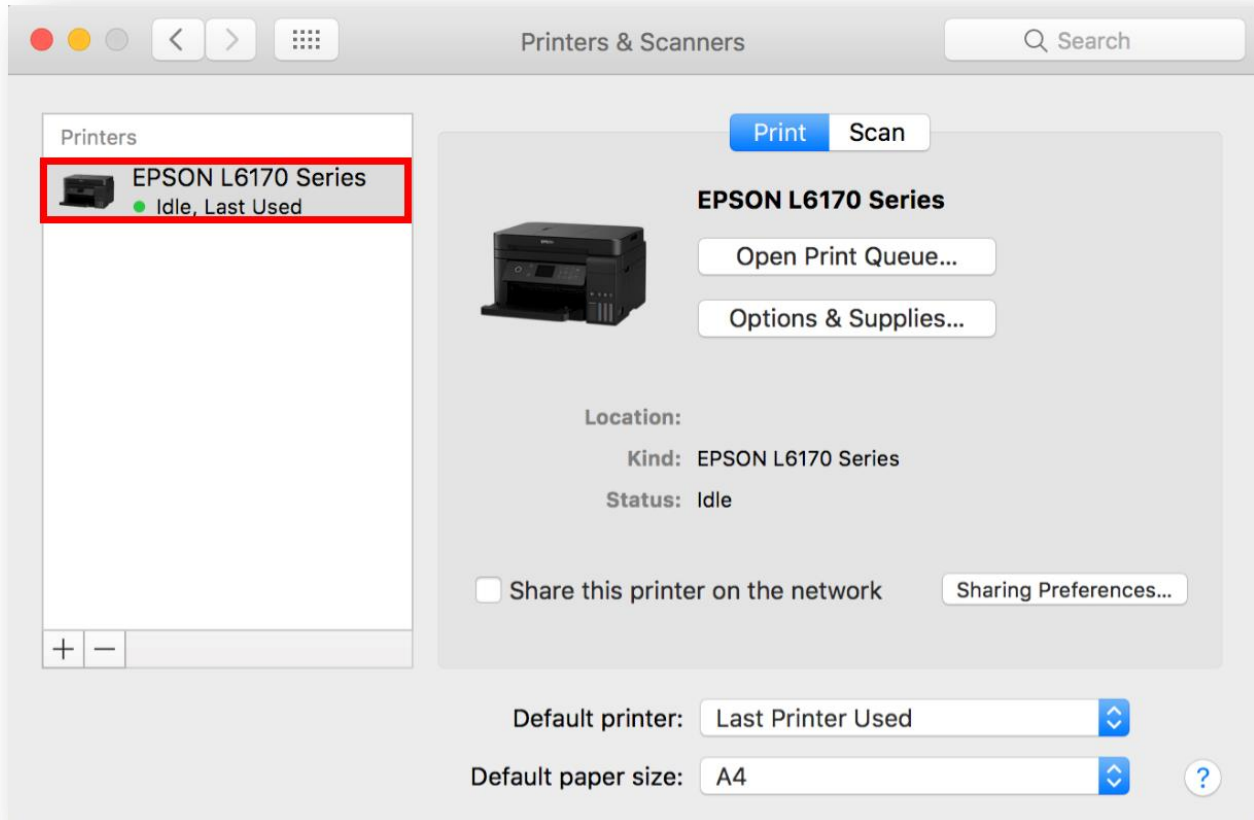 Printers & Scanners
Search
Printers
EPSON L6170 Series
Idle, Last Used
Print Scan
EPSON L6170 Series
Open Print Queue...
Options & Supplies...
Location:
Kind: EPSON L6170 Series
Status: Idle
Share this printer on the network Sharing Preferences...
+ −
Default printer: Last Printer Used
Default paper size: A4
?